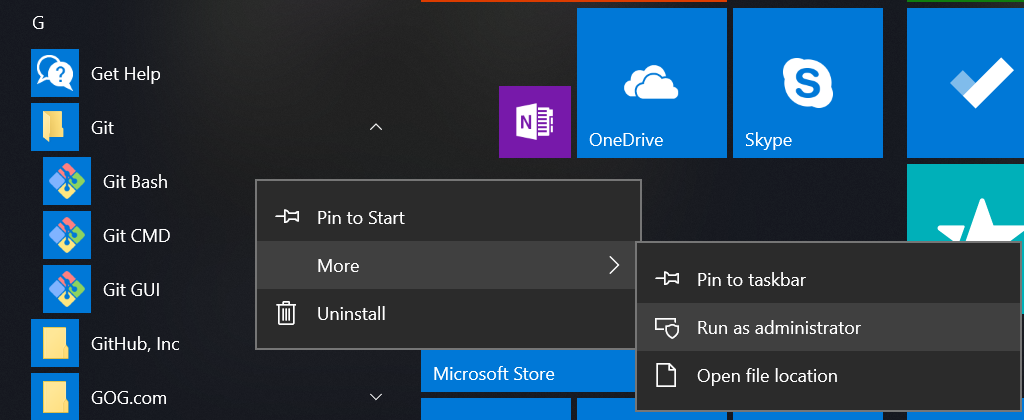 G
Get Help
Git
Git Bash
Git CMD
Git GUI
GitHub, Inc
GOG.com
N
OneDrive
S
Skype
Pin to Start
More
Uninstall
Pin to taskbar
Run as administrator
Open file location
Microsoft Store